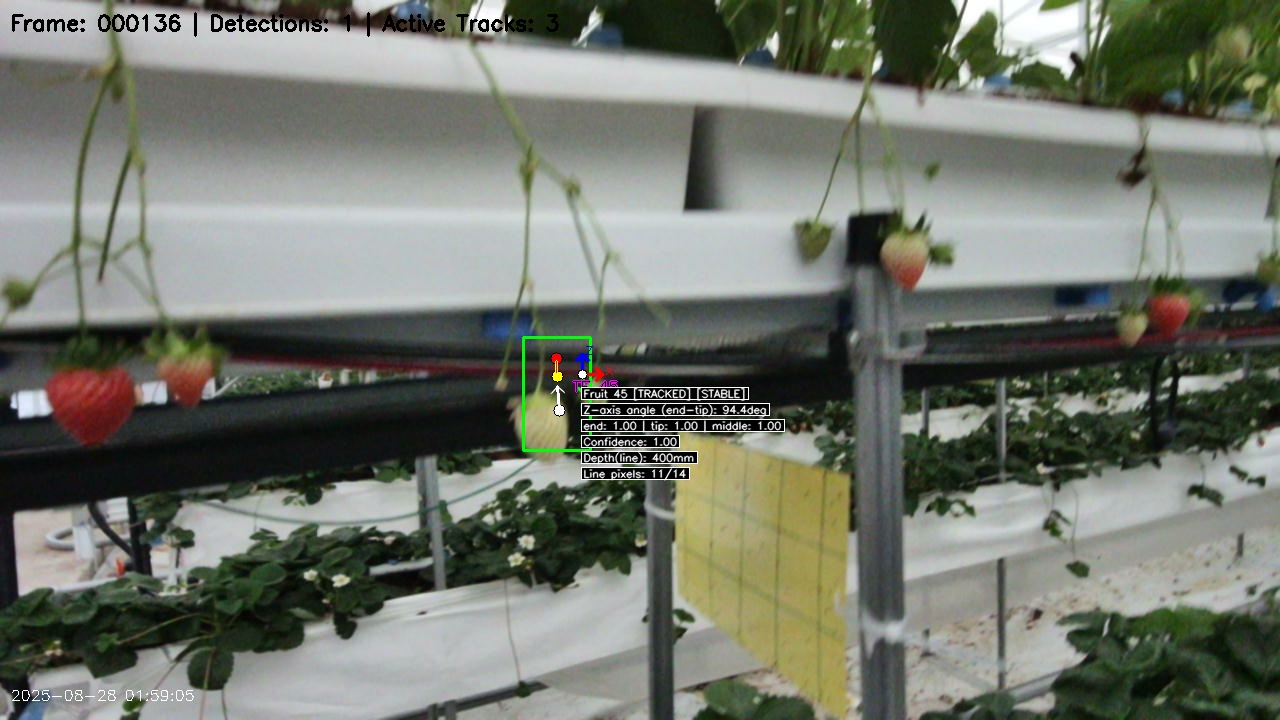 Frame: 000136 | Detections: 1 | Active Tracks: 3
Fruit 45 [TRACKED] [STABLE]
Z-axis angle (end-tip): 94.4deg
end: 1.00 | tip: 1.00 | middle: 1.00
Confidence: 1.00
Depth(line): 400mm
Line pixels: 11/14
2025-08-28 01:59:05